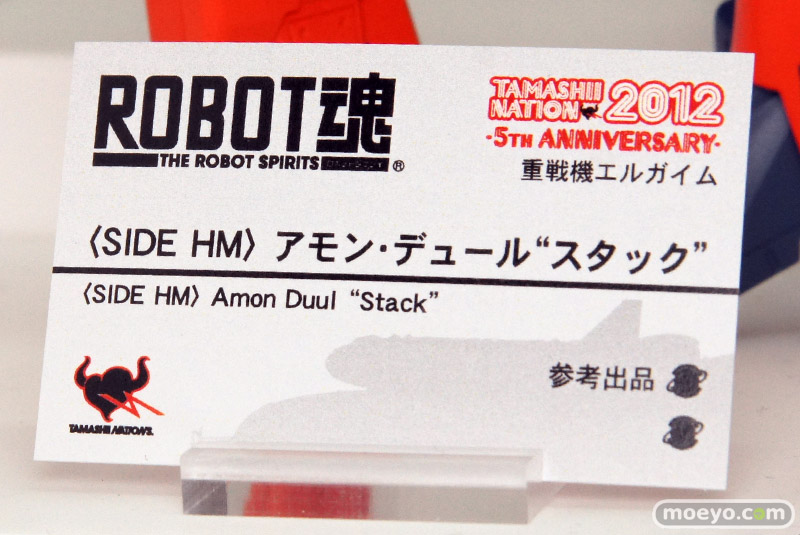 ROBOT魂
THE ROBOT SPIRITS
®
TAMASHII
NATION 2012
·5TH ANNIVERSARY·
重戦機エルガイム
〈SIDE HM〉 アモン・デュール“スタック”
〈SIDE HM〉 Amon Duul “Stack”
参考出品
TAMASHII NATIONS.
moeyo.com